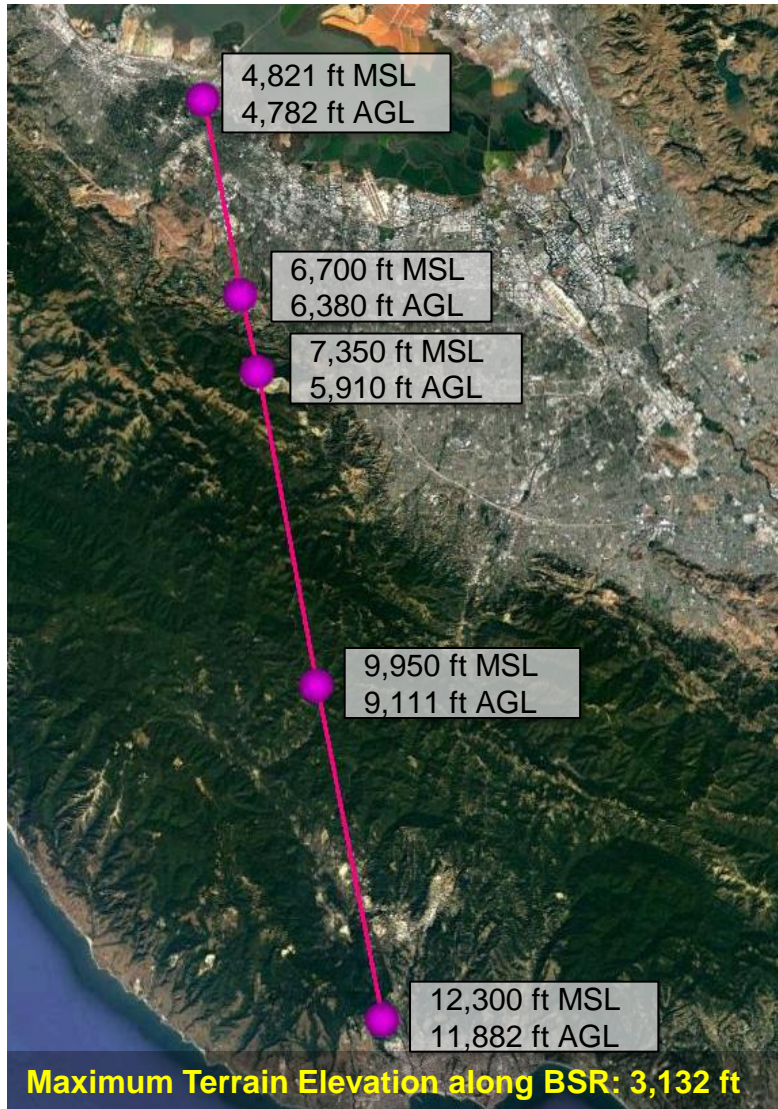 4,821 ft MSL
4,782 ft AGL
6,700 ft MSL
6,380 ft AGL
7,350 ft MSL
5,910 ft AGL
9,950 ft MSL
9,111 ft AGL
12,300 ft MSL
11,882 ft AGL
Maximum Terrain Elevation along BSR: 3,132 ft